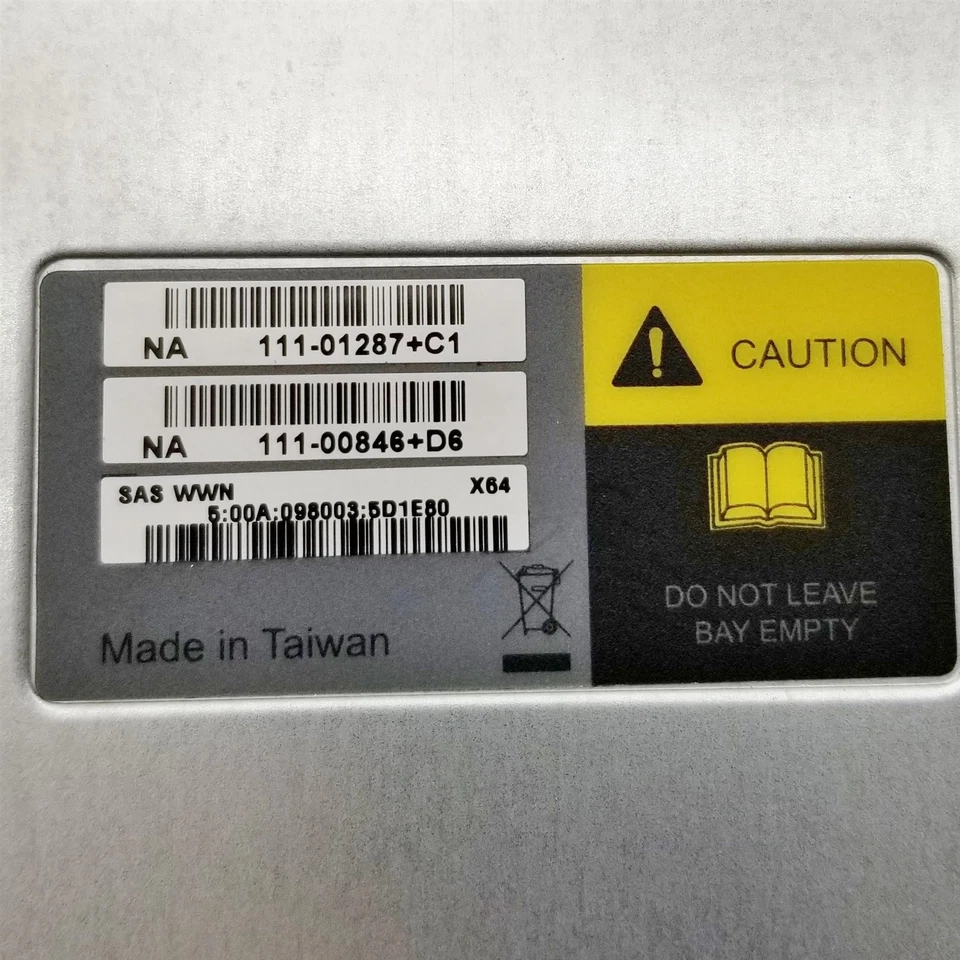 NA 111-01287+C1
NA 111-00846+D6
SAS WWN X64
5:00A:098003:5D1E80
Made in Taiwan
CAUTION
DO NOT LEAVE
BAY EMPTY